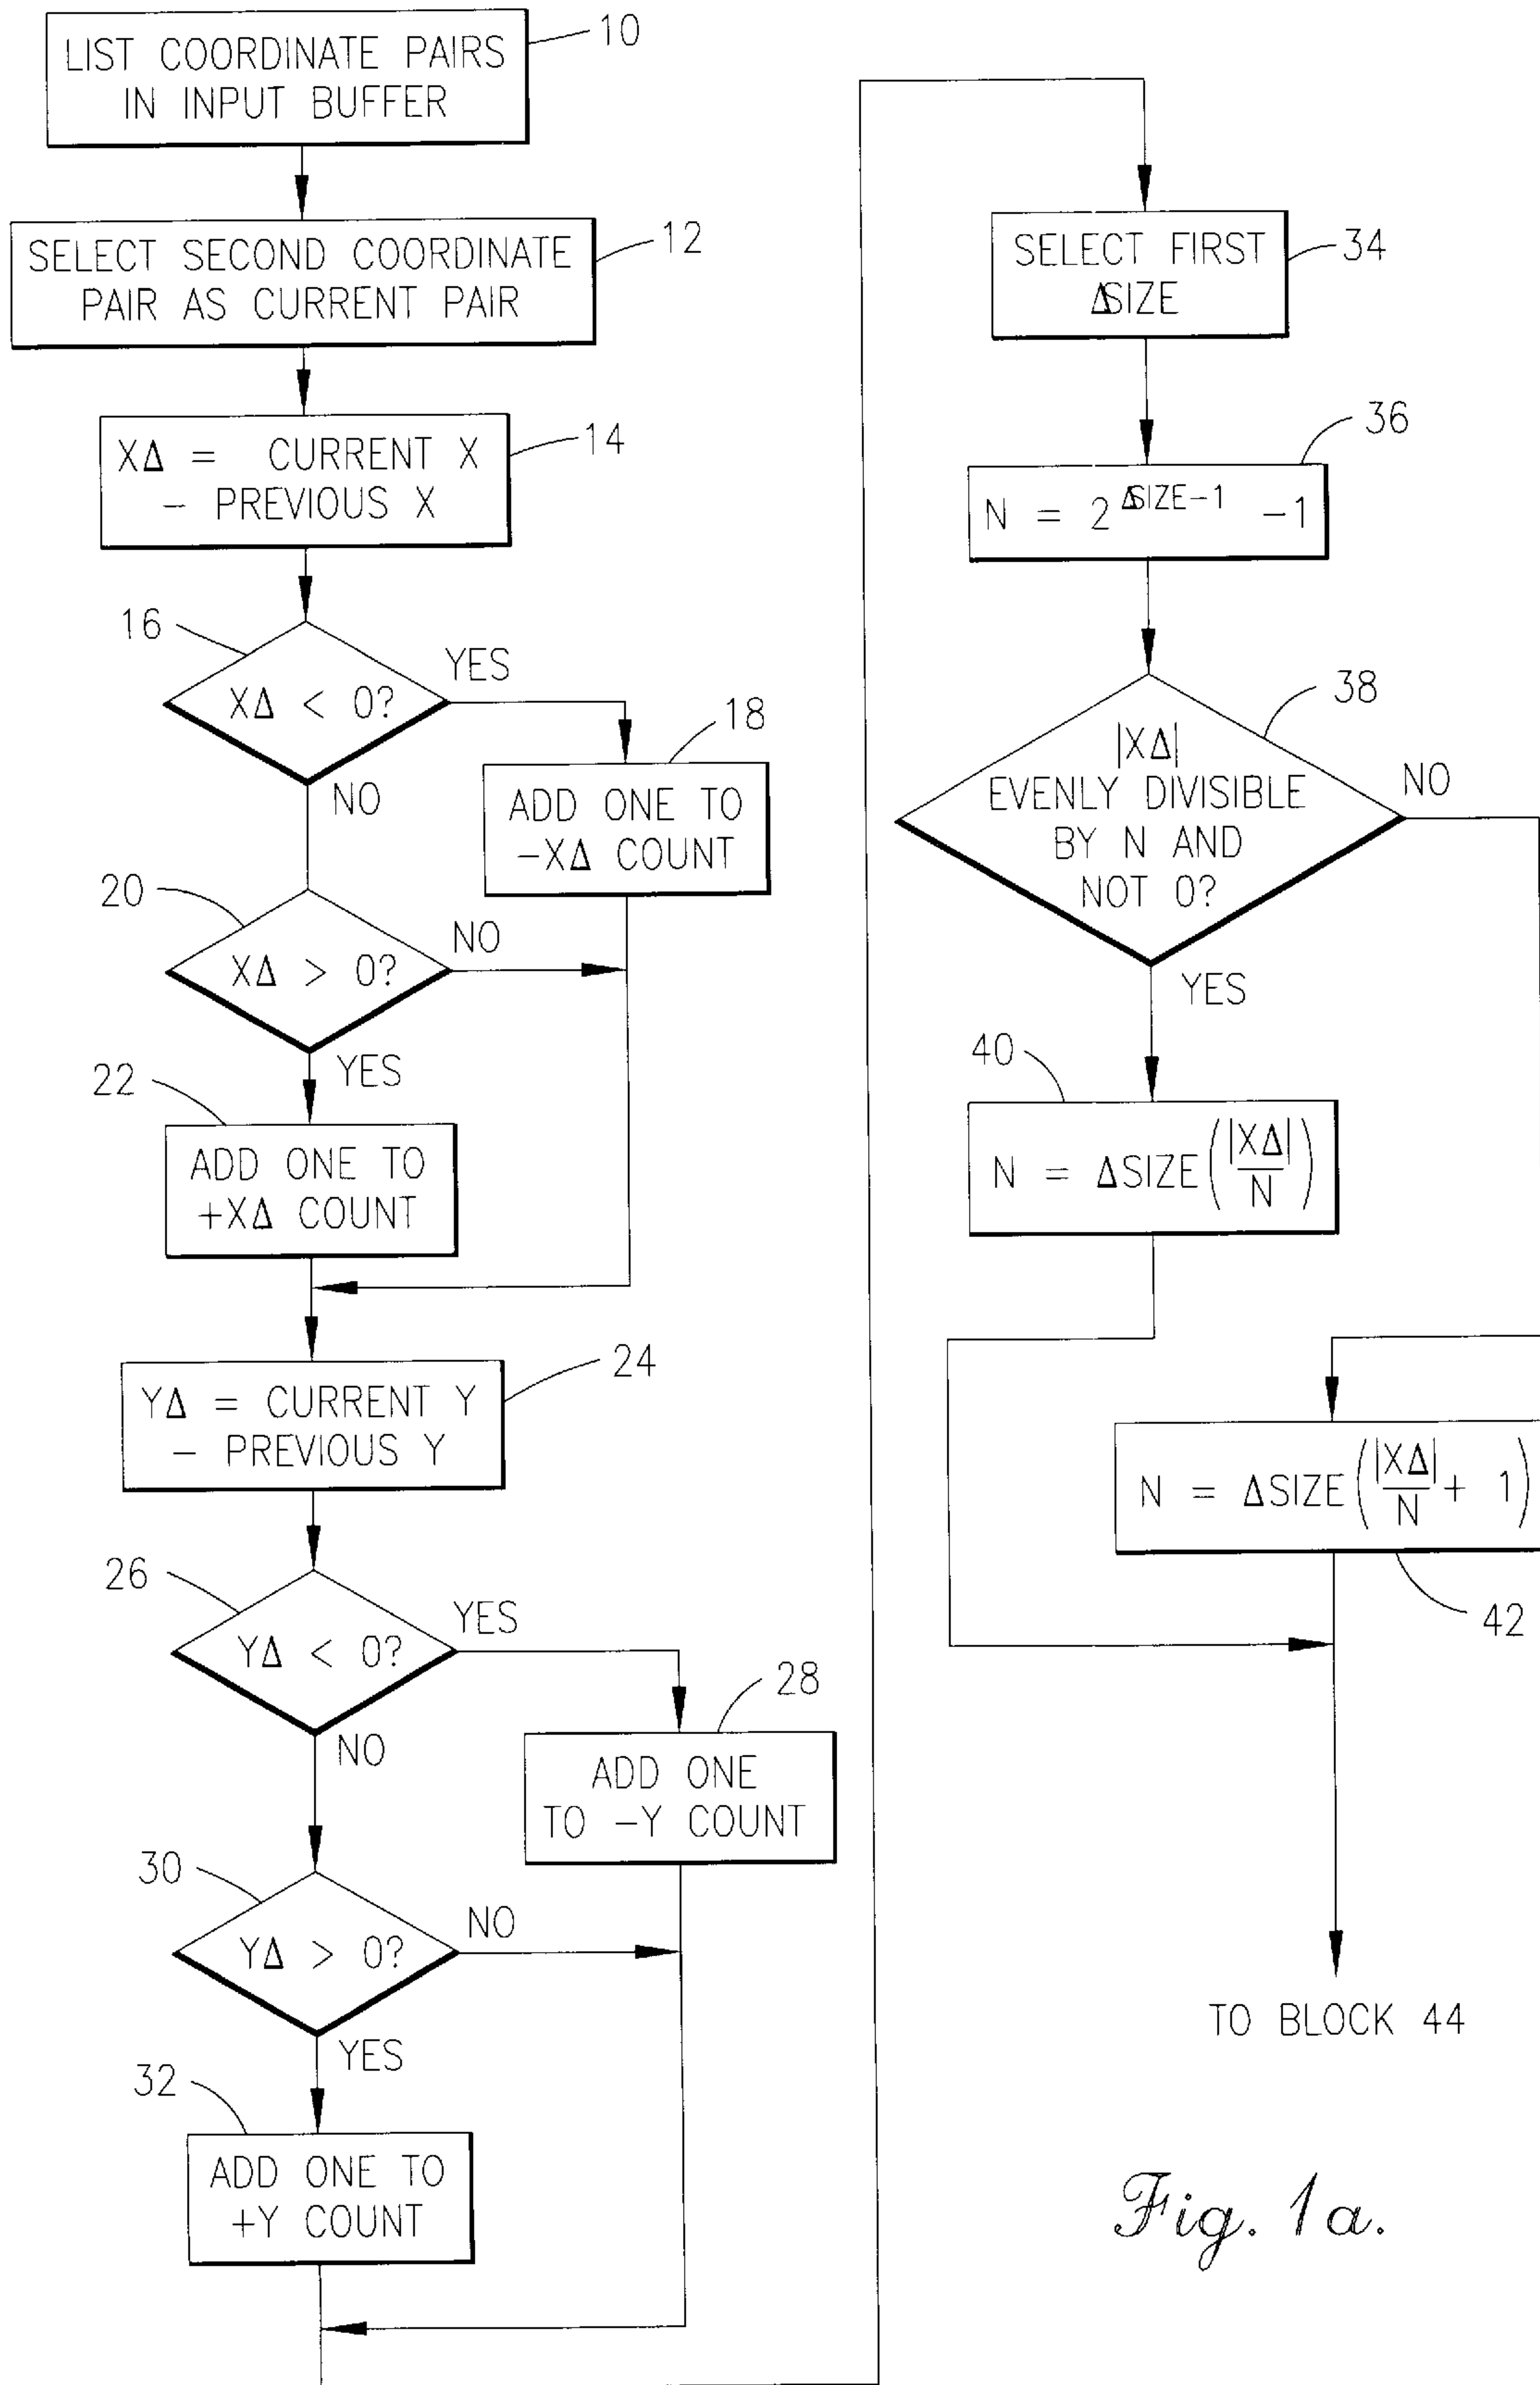 LIST COORDINATE PAIRS
IN INPUT BUFFER
10
SELECT SECOND COORDINATE
PAIR AS CURRENT PAIR
12
XΔ = CURRENT X
- PREVIOUS X
14
16
XΔ < 0?
YES
NO
18
ADD ONE TO
-XΔ COUNT
20
XΔ > 0?
NO
YES
22
ADD ONE TO
+XΔ COUNT
24
YΔ = CURRENT Y
- PREVIOUS Y
26
YΔ < 0?
YES
NO
28
ADD ONE
TO -Y COUNT
30
YΔ > 0?
NO
YES
32
ADD ONE TO
+Y COUNT
SELECT FIRST
ΔSIZE
34
36
N = 2^ΔSIZE-1 -1
38
|XΔ|
EVENLY DIVISIBLE
BY N AND
NOT 0?
NO
YES
40
N = ΔSIZE(|XΔ|/N)
N = ΔSIZE(|XΔ|/N + 1)
42
TO BLOCK 44
Fig. 1a.